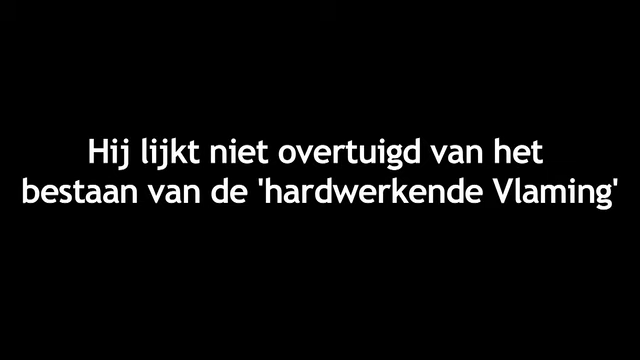 Hij lijkt niet overtuigd van het
bestaan van de 'hardwerkende Vlaming'